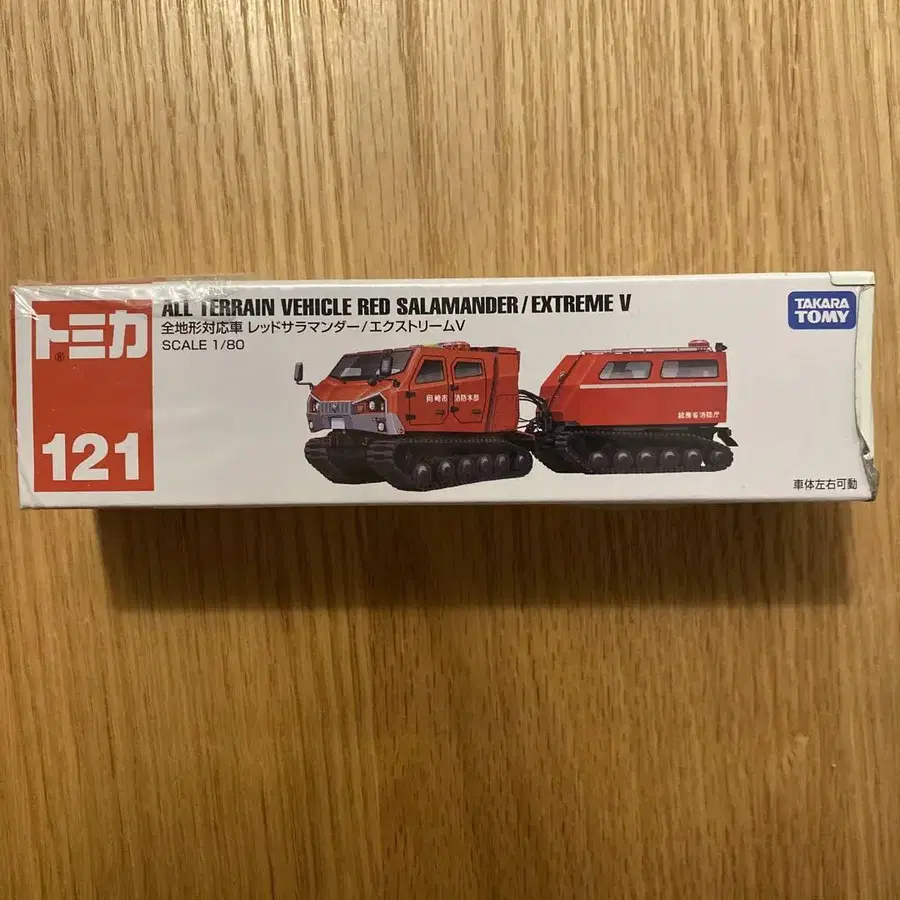 トミカ®
121
ALL TERRAIN VEHICLE RED SALAMANDER/EXTREME V
全地形対応車 レッドサラマンダー/エクストリームV
SCALE 1/80
岡崎市 消防本部
総務省消防庁
車体左右可動
TAKARA
TOMY